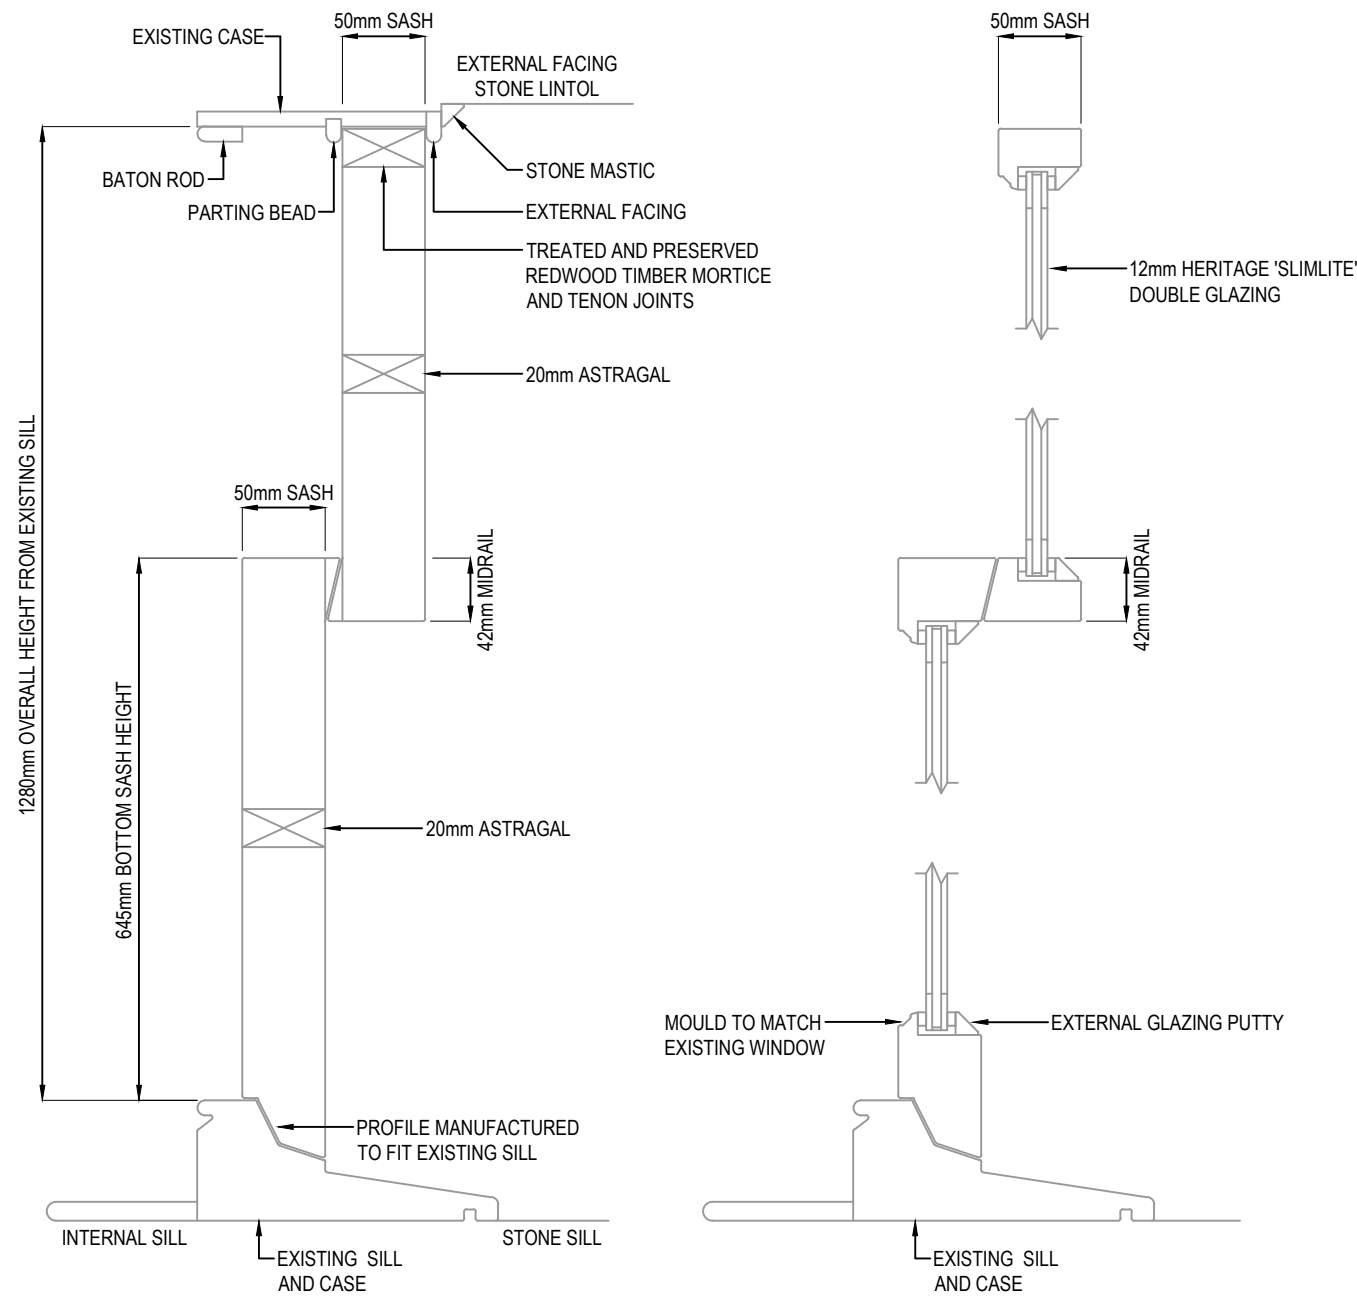 50mm SASH
EXISTING CASE
EXTERNAL FACING
STONE LINTOL
BATON ROD
STONE MASTIC
PARTING BEAD
EXTERNAL FACING
TREATED AND PRESERVED
REDWOOD TIMBER MORTICE
AND TENON JOINTS
20mm ASTRAGAL
1280mm OVERALL HEIGHT FROM EXISTING SILL
50mm SASH
42mm MIDRAIL
645mm BOTTOM SASH HEIGHT
20mm ASTRAGAL
PROFILE MANUFACTURED
TO FIT EXISTING SILL
INTERNAL SILL
STONE SILL
EXISTING SILL
AND CASE
50mm SASH
12mm HERITAGE 'SLIMLITE'
DOUBLE GLAZING
42mm MIDRAIL
MOULD TO MATCH
EXISTING WINDOW
EXTERNAL GLAZING PUTTY
EXISTING SILL
AND CASE